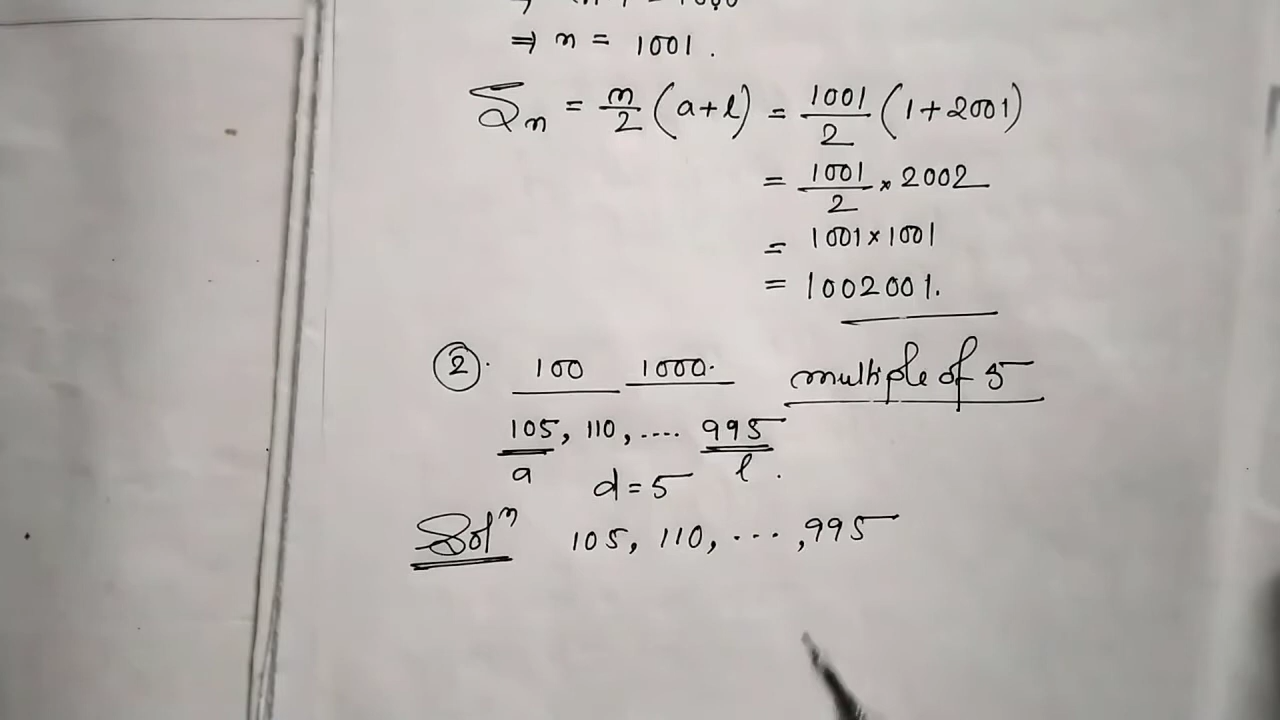 ⇒ n = 1001.
Sn = n/2 (a+l) = 1001/2 (1+2001)
= 1001/2 × 2002
= 1001×1001
= 1002001.
②. 100 1000. multiple of 5
105, 110, .... 995
a d=5 l.
Solⁿ 105, 110, ..., 995